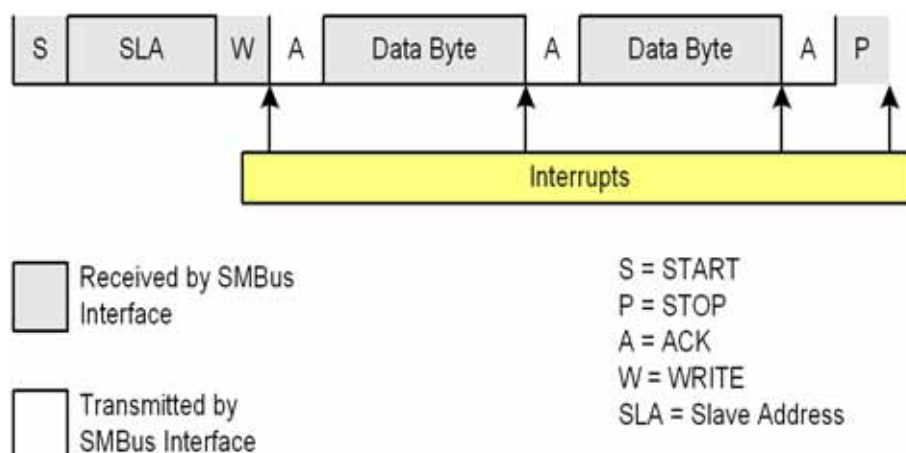 S SLA W A Data Byte A Data Byte A P
Interrupts
Received by SMBus
Interface
Transmitted by
SMBus Interface
S = START
P = STOP
A = ACK
W = WRITE
SLA = Slave Address